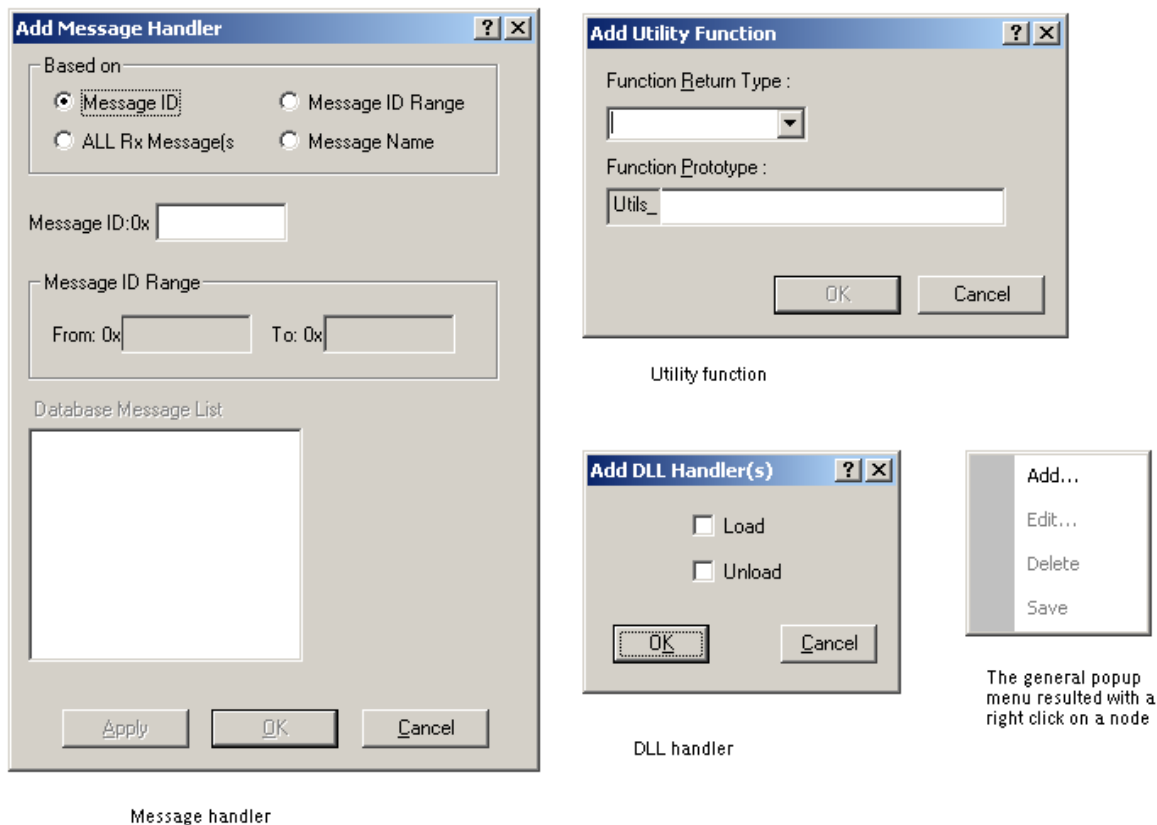 Add Message Handler
Based on
Message ID
Message ID Range
ALL Rx Message(s
Message Name
Message ID:0x
Message ID Range
From: 0x
To: 0x
Database Message List
Apply
OK
Cancel
Message handler
Add Utility Function
Function Return Type :
Function Prototype :
Utils_
OK
Cancel
Utility function
Add DLL Handler(s)
Load
Unload
OK
Cancel
DLL handler
Add...
Edit...
Delete
Save
The general popup
menu resulted with a
right click on a node